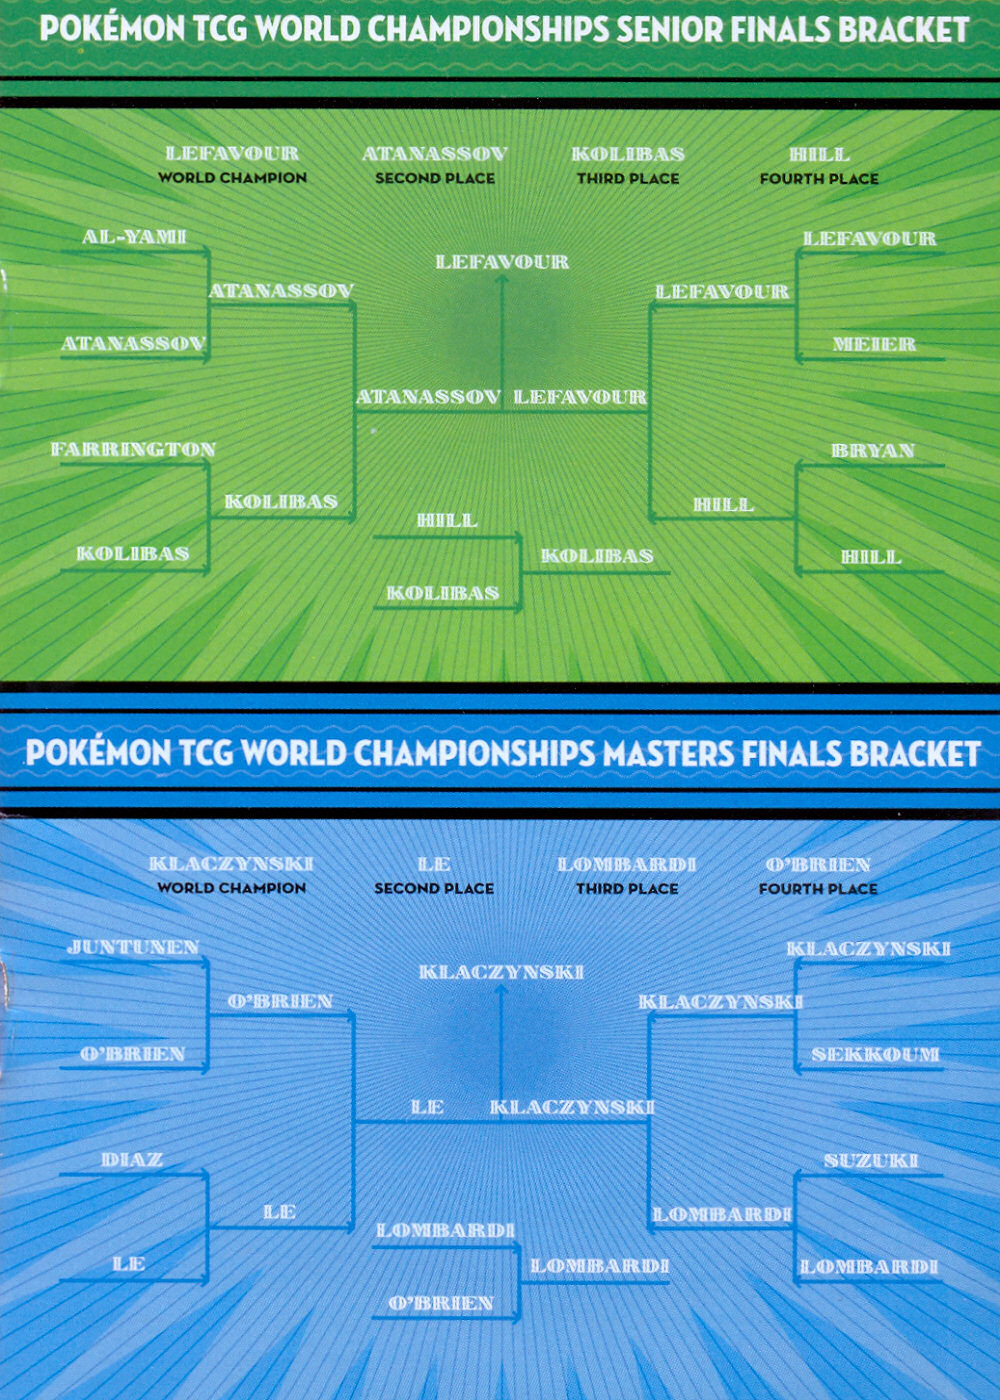 POKÉMON TCG WORLD CHAMPIONSHIPS SENIOR FINALS BRACKET
LEFAVOUR ATANASSOV KOLIBAS HILL
WORLD CHAMPION SECOND PLACE THIRD PLACE FOURTH PLACE
AL-YAMI LEFAVOUR
LEFAVOUR
ATANASSOV LEFAVOUR
ATANASSOV MEIER
ATANASSOV LEFAVOUR
FARRINGTON BRYAN
KOLIBAS HILL
HILL
KOLIBAS KOLIBAS HILL
KOLIBAS
POKÉMON TCG WORLD CHAMPIONSHIPS MASTERS FINALS BRACKET
KLACZYNSKI LE LOMBARDI O'BRIEN
WORLD CHAMPION SECOND PLACE THIRD PLACE FOURTH PLACE
JUNTUNEN KLACZYNSKI
KLACZYNSKI
O'BRIEN KLACZYNSKI
O'BRIEN SEKKOUM
LE KLACZYNSKI
DIAZ SUZUKI
LE LOMBARDI
LOMBARDI
LE LOMBARDI LOMBARDI
O'BRIEN